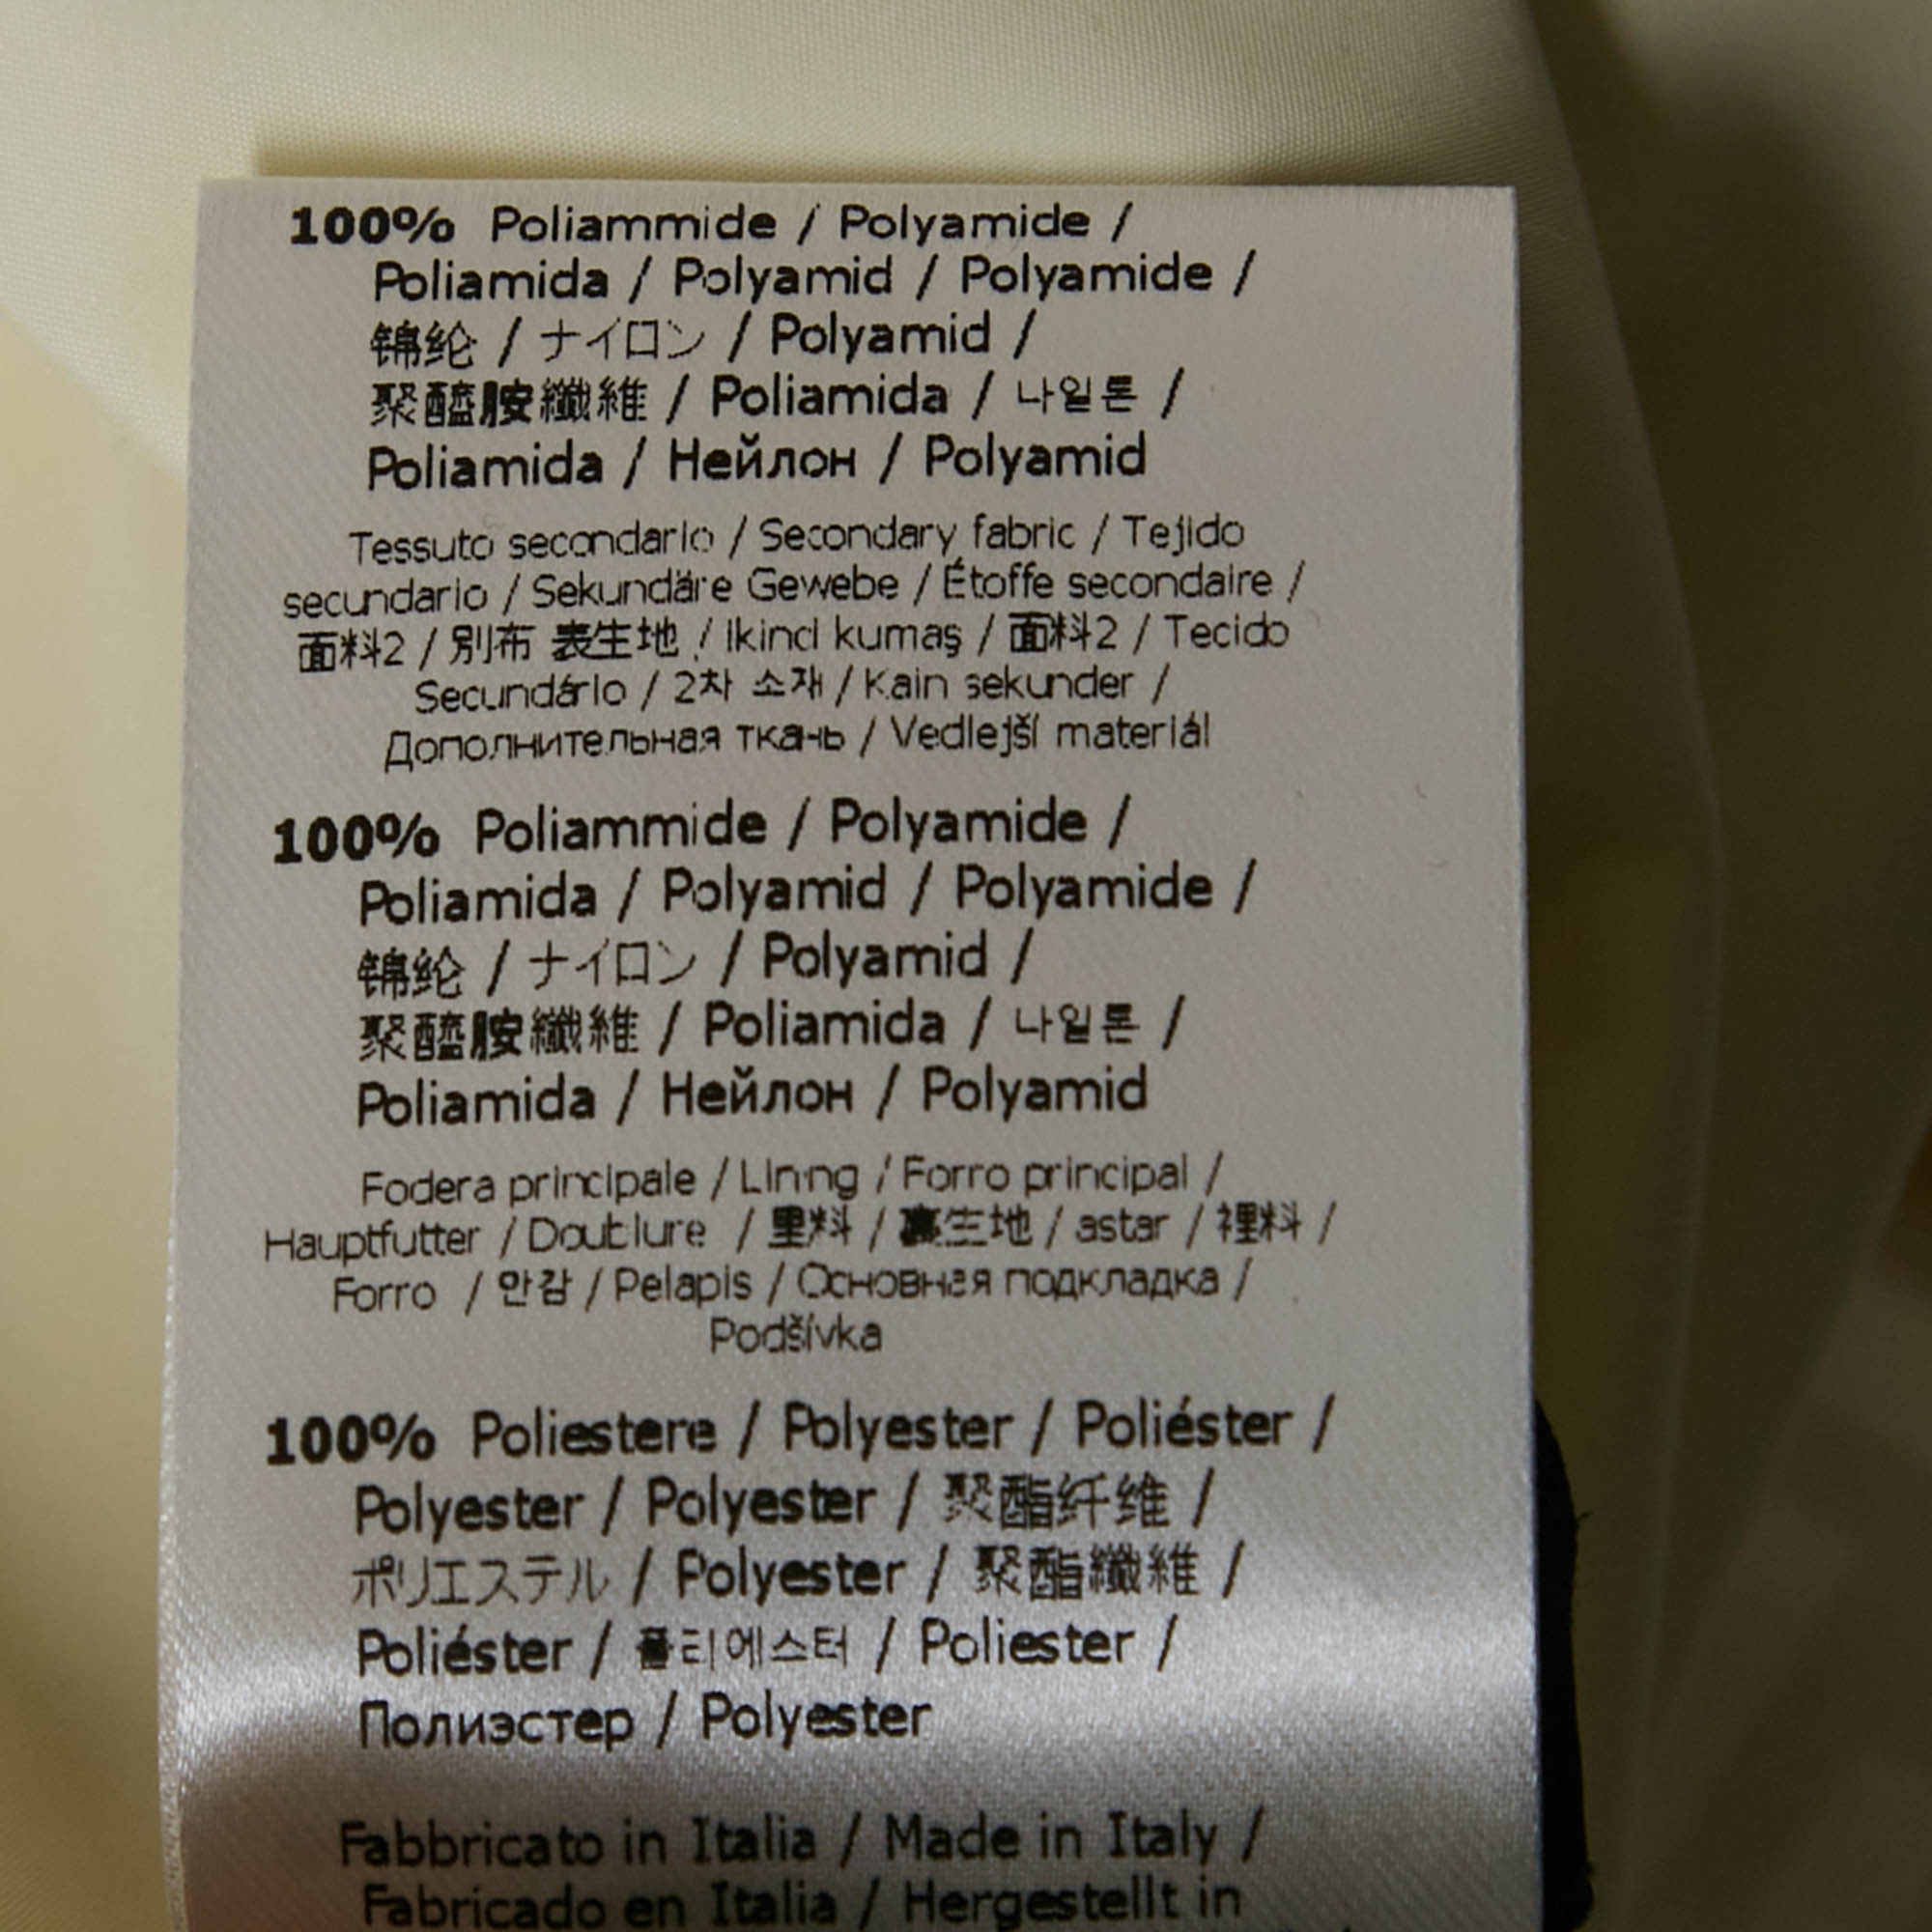 100% Poliammide / Polyamide /
Poliamida / Polyamid / Polyamide /
锦纶 / ナイロン / Polyamid /
聚醯胺纖維 / Poliamida / 나일론 /
Poliamida / Нейлон / Polyamid
Tessuto secondario / Secondary fabric / Tejido
secundario / Sekundäre Gewebe / Étoffe secondaire /
面料2 / 別布 表生地 / Ikinci kumaş / 面料2 / Tecido
Secundário / 2차 소재 / Kain sekunder /
Дополнительная ткань / Vedlejší materiál
100% Poliammide / Polyamide /
Poliamida / Polyamid / Polyamide /
锦纶 / ナイロン / Polyamid /
聚醯胺纖維 / Poliamida / 나일론 /
Poliamida / Нейлон / Polyamid
Fodera principale / Lining / Forro principal /
Hauptfutter / Doublure / 里料 / 裏生地 / astar / 裡料 /
Forro / 안감 / Pelapis / Основная подкладка /
Podšívka
100% Poliestere / Polyester / Poliéster /
Polyester / Polyester / 聚酯纤维 /
ポリエステル / Polyester / 聚酯纖維 /
Poliéster / 폴리에스터 / Poliester /
Полиэстер / Polyester
Fabbricato in Italia / Made in Italy /
Fabricado en Italia / Hergestellt in